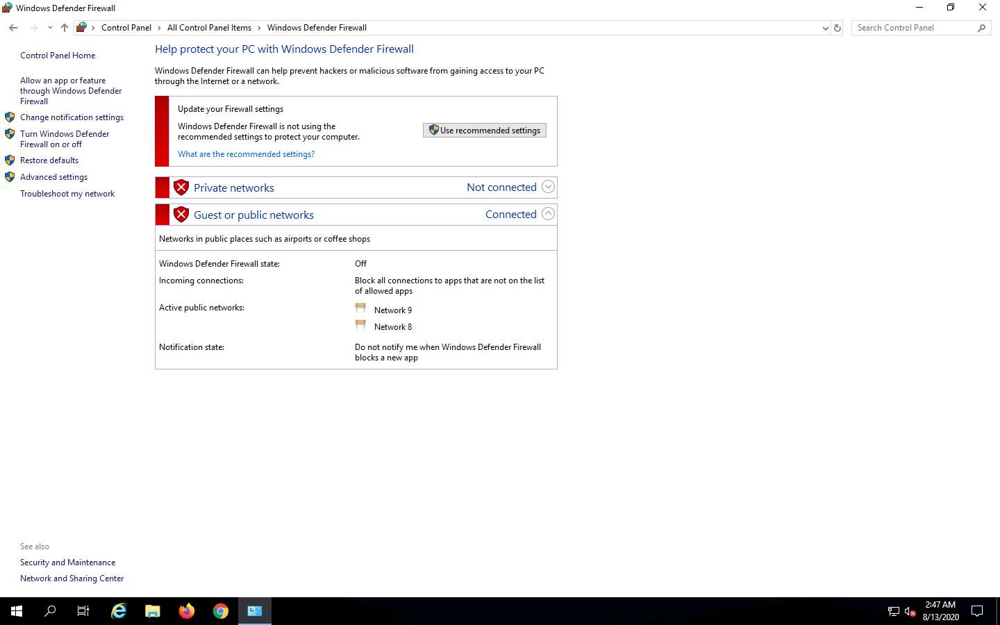 Windows Defender Firewall
Control Panel
All Control Panel Items
Windows Defender Firewall
Search Control Panel
Control Panel Home
Allow an app or feature
through Windows Defender
Firewall
Change notification settings
Turn Windows Defender
Firewall on or off
Restore defaults
Advanced settings
Troubleshoot my network
Help protect your PC with Windows Defender Firewall
Windows Defender Firewall can help prevent hackers or malicious software from gaining access to your PC
through the Internet or a network.
Update your Firewall settings
Windows Defender Firewall is not using the
recommended settings to protect your computer.
Use recommended settings
What are the recommended settings?
Private networks Not connected
Guest or public networks Connected
Networks in public places such as airports or coffee shops
Windows Defender Firewall state: Off
Incoming connections: Block all connections to apps that are not on the list
of allowed apps
Active public networks: Network 9
Network 8
Notification state: Do not notify me when Windows Defender Firewall
blocks a new app
See also
Security and Maintenance
Network and Sharing Center
2:47 AM
8/13/2020